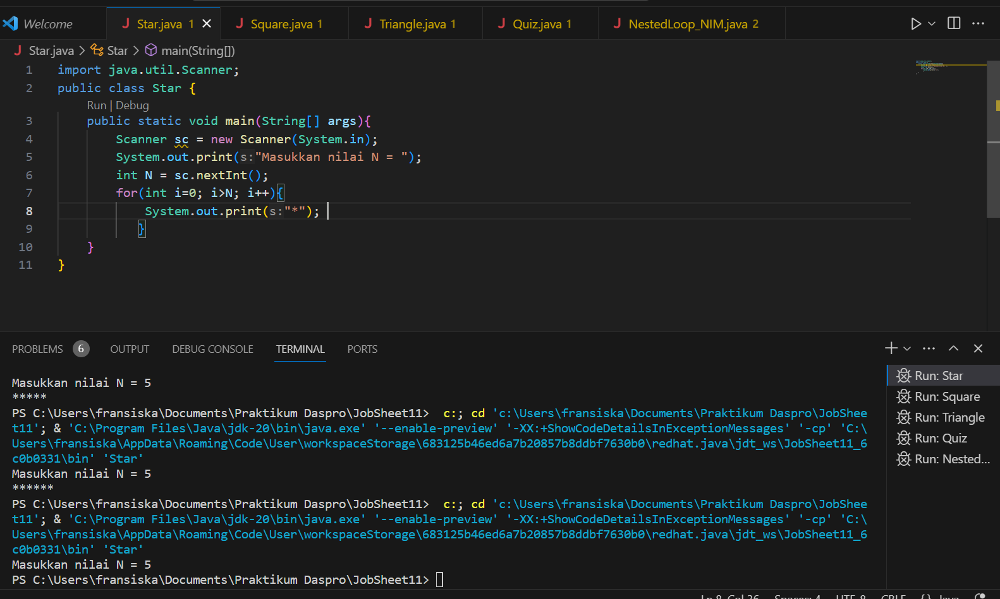 Welcome
Star.java 1
Square.java 1
Triangle.java 1
Quiz.java 1
NestedLoop_NIM.java 2
Star.java > Star > main(String[])
1 import java.util.Scanner;
2 public class Star {
Run | Debug
3 public static void main(String[] args){
4 Scanner sc = new Scanner(System.in);
5 System.out.print(s:"Masukkan nilai N = ");
6 int N = sc.nextInt();
7 for(int i=0; i>N; i++){
8 System.out.print(s:"*");
9 }
10 }
11 }
PROBLEMS 6 OUTPUT DEBUG CONSOLE TERMINAL PORTS
Masukkan nilai N = 5
*****
PS C:\Users\fransiska\Documents\Praktikum Daspro\JobSheet11> c:; cd 'c:\Users\fransiska\Documents\Praktikum Daspro\JobShee
t11'; & 'C:\Program Files\Java\jdk-20\bin\java.exe' '--enable-preview' '-XX:+ShowCodeDetailsInExceptionMessages' '-cp' 'C:\
Users\fransiska\AppData\Roaming\Code\User\workspaceStorage\683125b46ed6a7b20857b8ddbf7630b0\redhat.java\jdt_ws\JobSheet11_6
c0b0331\bin' 'Star'
Masukkan nilai N = 5
******
PS C:\Users\fransiska\Documents\Praktikum Daspro\JobSheet11> c:; cd 'c:\Users\fransiska\Documents\Praktikum Daspro\JobShee
t11'; & 'C:\Program Files\Java\jdk-20\bin\java.exe' '--enable-preview' '-XX:+ShowCodeDetailsInExceptionMessages' '-cp' 'C:\
Users\fransiska\AppData\Roaming\Code\User\workspaceStorage\683125b46ed6a7b20857b8ddbf7630b0\redhat.java\jdt_ws\JobSheet11_6
c0b0331\bin' 'Star'
Masukkan nilai N = 5
PS C:\Users\fransiska\Documents\Praktikum Daspro\JobSheet11>
Run: Star
Run: Square
Run: Triangle
Run: Quiz
Run: Nested...
Ln 8, Col 26 Spaces: 4 UTF-8 CRLF {} Java